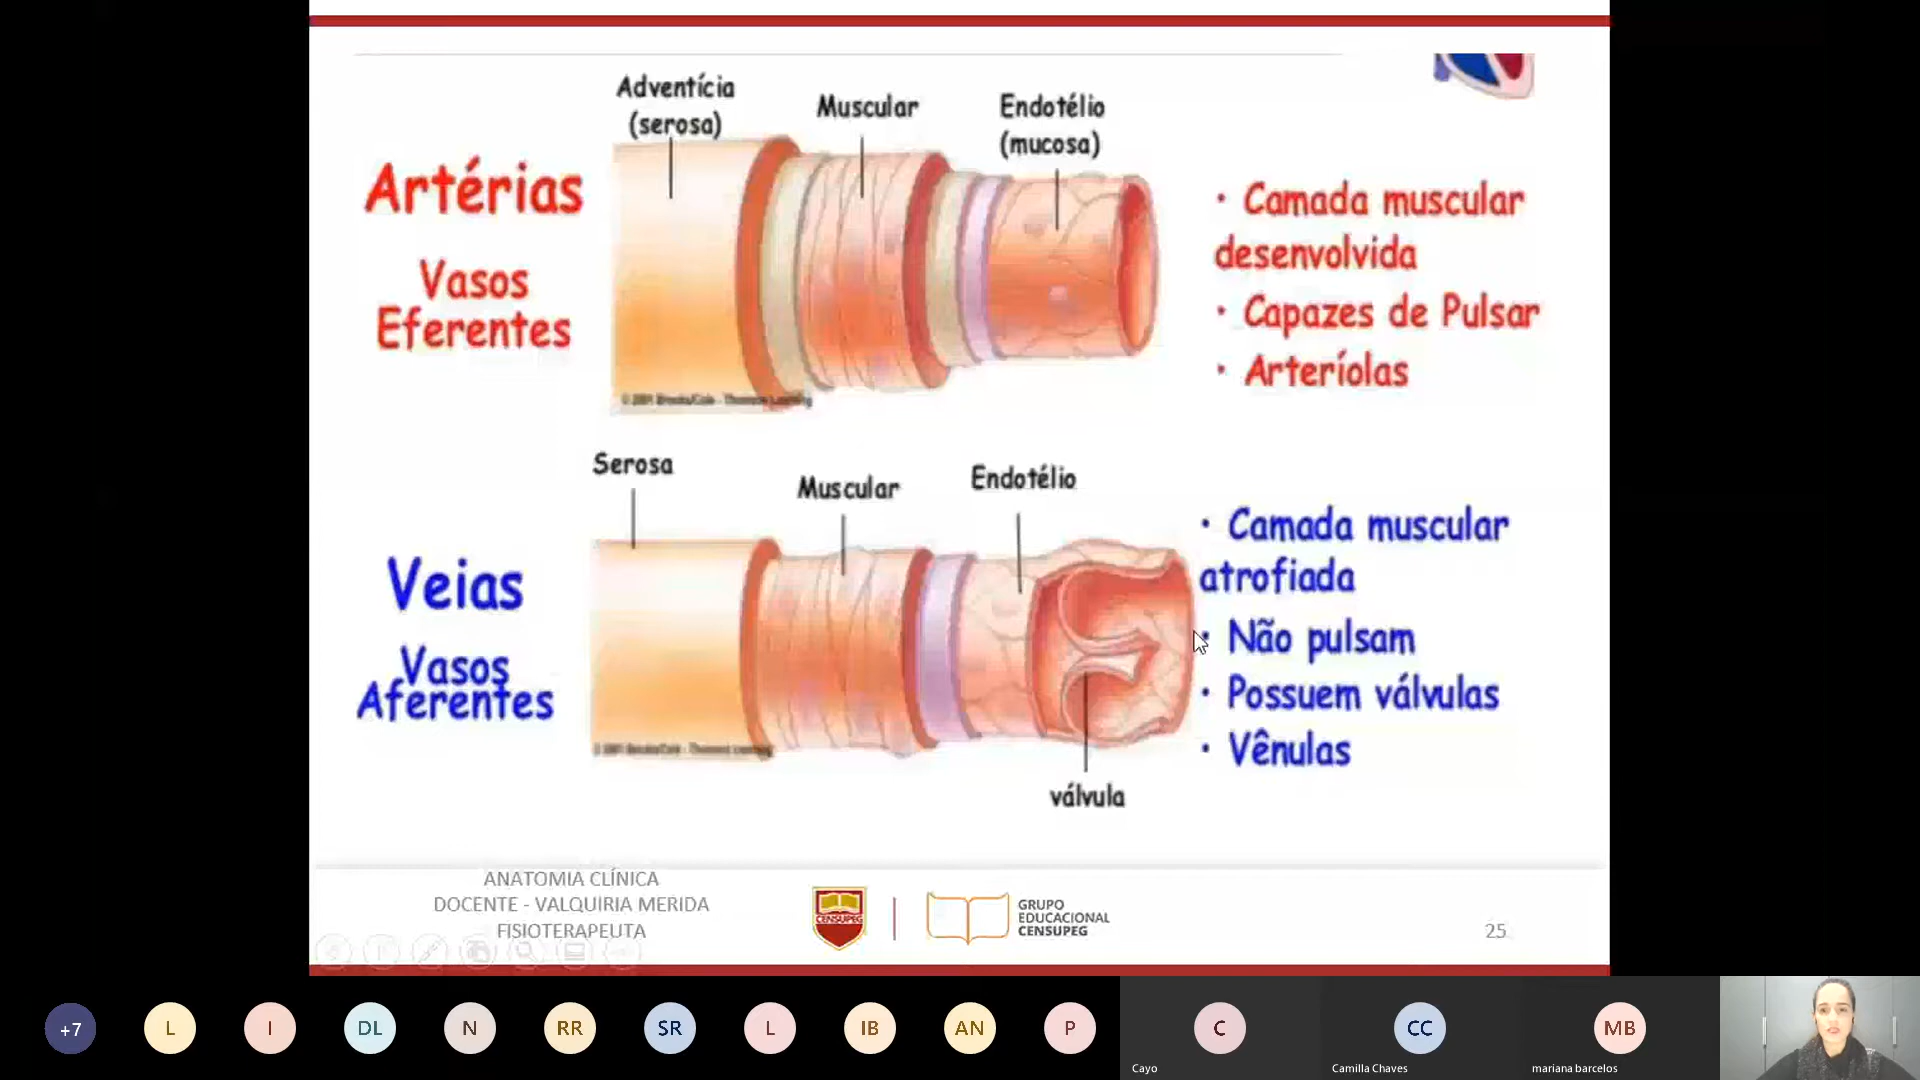 Adventícia
(serosa)
Muscular
Endotélio
(mucosa)
Artérias
Vasos
Eferentes
• Camada muscular
desenvolvida
• Capazes de Pulsar
• Arteríolas
Serosa
Muscular
Endotélio
Veias
Vasos
Aferentes
• Camada muscular
atrofiada
• Não pulsam
• Possuem válvulas
• Vênulas
válvula
ANATOMIA CLÍNICA
DOCENTE - VALQUIRIA MERIDA
FISIOTERAPEUTA
CENSUPEG
GRUPO
EDUCACIONAL
CENSUPEG
25
+7
L
I
DL
N
RR
SR
L
IB
AN
P
C
CC
MB
Cayo
Camilla Chaves
mariana barcelos